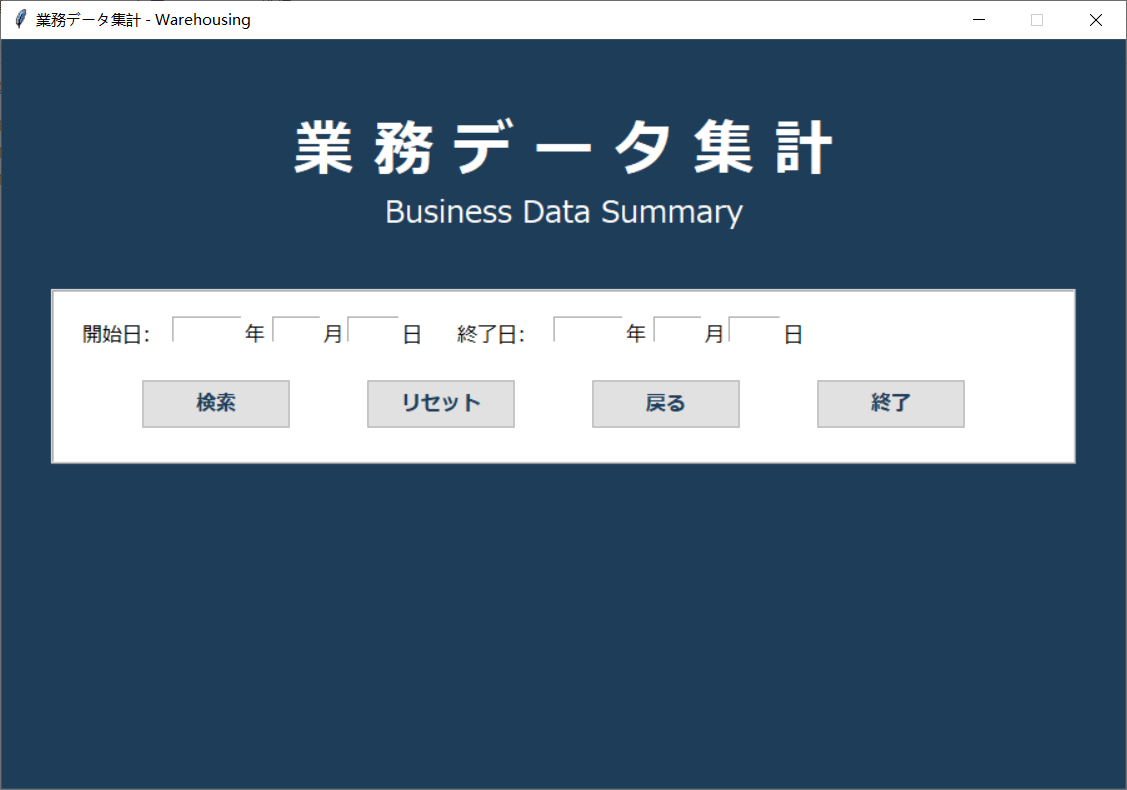 業務データ集計 - Warehousing
業務データ集計
Business Data Summary
開始日: 年 月 日 終了日: 年 月 日
検索 リセット 戻る 終了